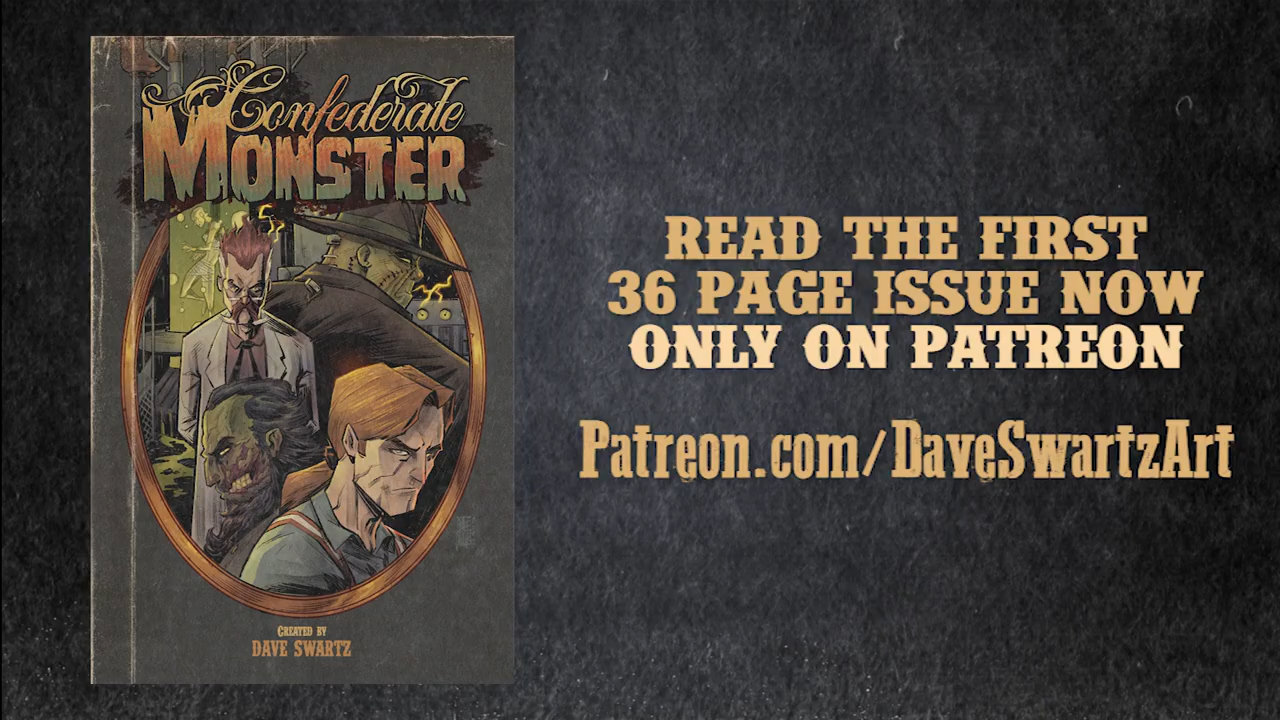 Confederate
MONSTER
CREATED BY
DAVE SWARTZ
READ THE FIRST
36 PAGE ISSUE NOW
ONLY ON PATREON
Patreon.com/DaveSwartzArt